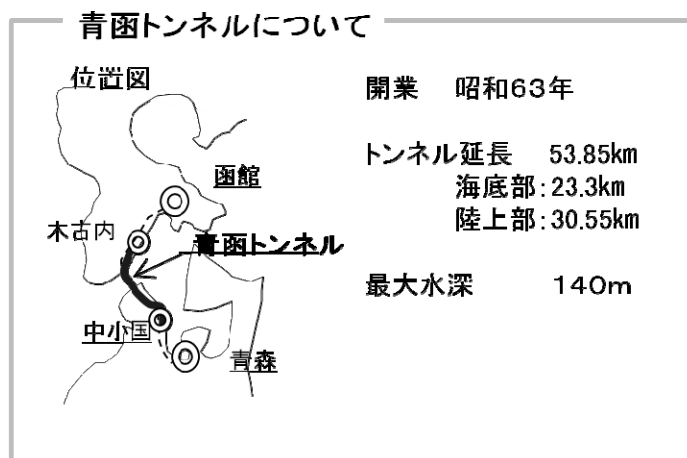 青函トンネルについて
位置図
函館
木古内
青函トンネル
中小国
青森
開業 昭和63年
トンネル延長 53.85km
海底部:23.3km
陸上部:30.55km
最大水深 140m